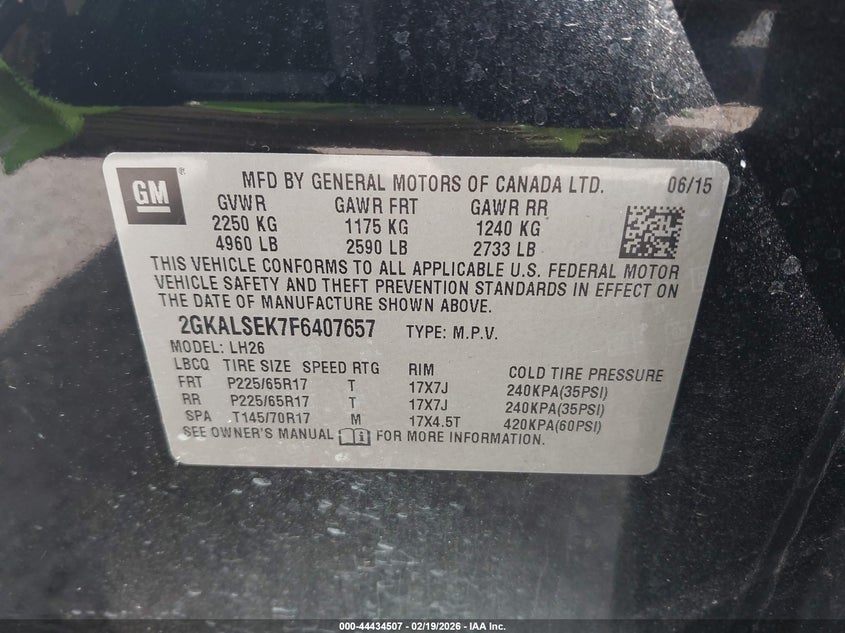 GM ® MFD BY GENERAL MOTORS OF CANADA LTD. 06/15
GVWR GAWR FRT GAWR RR
2250 KG 1175 KG 1240 KG
4960 LB 2590 LB 2733 LB
THIS VEHICLE CONFORMS TO ALL APPLICABLE U.S. FEDERAL MOTOR
VEHICLE SAFETY AND THEFT PREVENTION STANDARDS IN EFFECT ON
THE DATE OF MANUFACTURE SHOWN ABOVE.
2GKALSEK7F6407657 TYPE: M.P.V.
MODEL: LH26
LBCQ TIRE SIZE SPEED RTG RIM COLD TIRE PRESSURE
FRT P225/65R17 T 17X7J 240KPA(35PSI)
RR P225/65R17 T 17X7J 240KPA(35PSI)
SPA T145/70R17 M 17X4.5T 420KPA(60PSI)
SEE OWNER'S MANUAL FOR MORE INFORMATION.
000-44434507 — 02/19/2026 — IAA Inc.